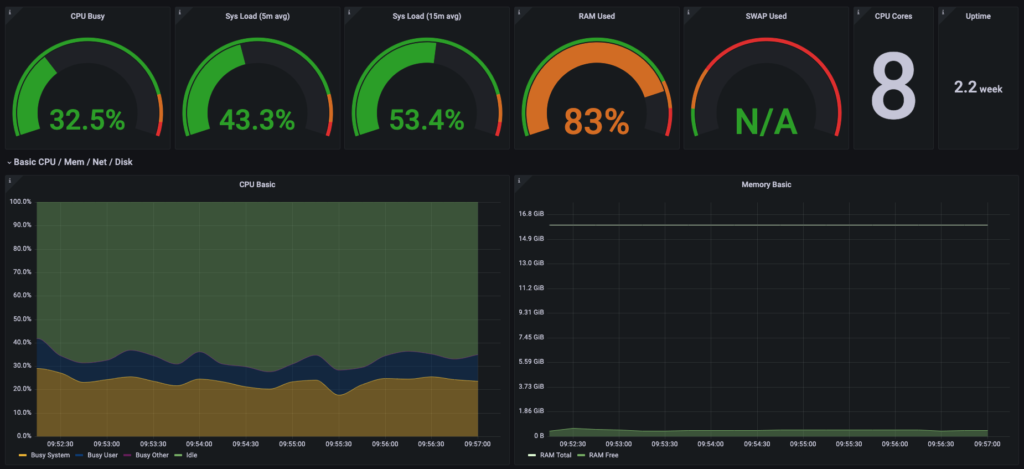 CPU Busy
Sys Load (5m avg)
Sys Load (15m avg)
RAM Used
SWAP Used
CPU Cores
Uptime
32.5%
43.3%
53.4%
83%
N/A
8
2.2 week
Basic CPU / Mem / Net / Disk
CPU Basic
100.0%
90.0%
80.0%
70.0%
60.0%
50.0%
40.0%
30.0%
20.0%
10.0%
0.0%
09:52:30 09:53:00 09:53:30 09:54:00 09:54:30 09:55:00 09:55:30 09:56:00 09:56:30 09:57:00
Busy System Busy User Busy Other Idle
Memory Basic
16.8 GiB
14.9 GiB
13.0 GiB
11.2 GiB
9.31 GiB
7.45 GiB
5.59 GiB
3.73 GiB
1.86 GiB
0 B
09:52:30 09:53:00 09:53:30 09:54:00 09:54:30 09:55:00 09:55:30 09:56:00 09:56:30 09:57:00
RAM Total RAM Free